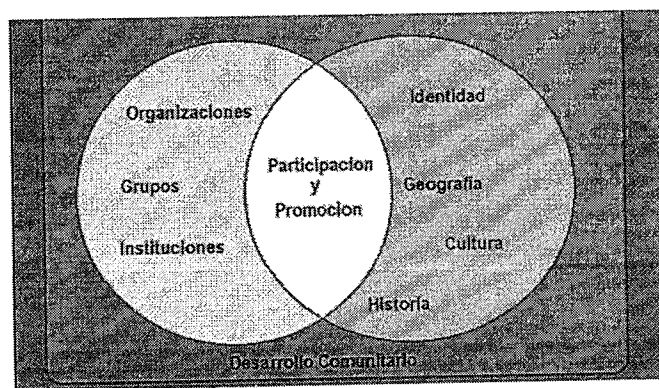 Organizaciones
Grupos
Instituciones
Participacion
y
Promocion
Identidad
Geografia
Cultura
Historia
Desarrollo Comunitario